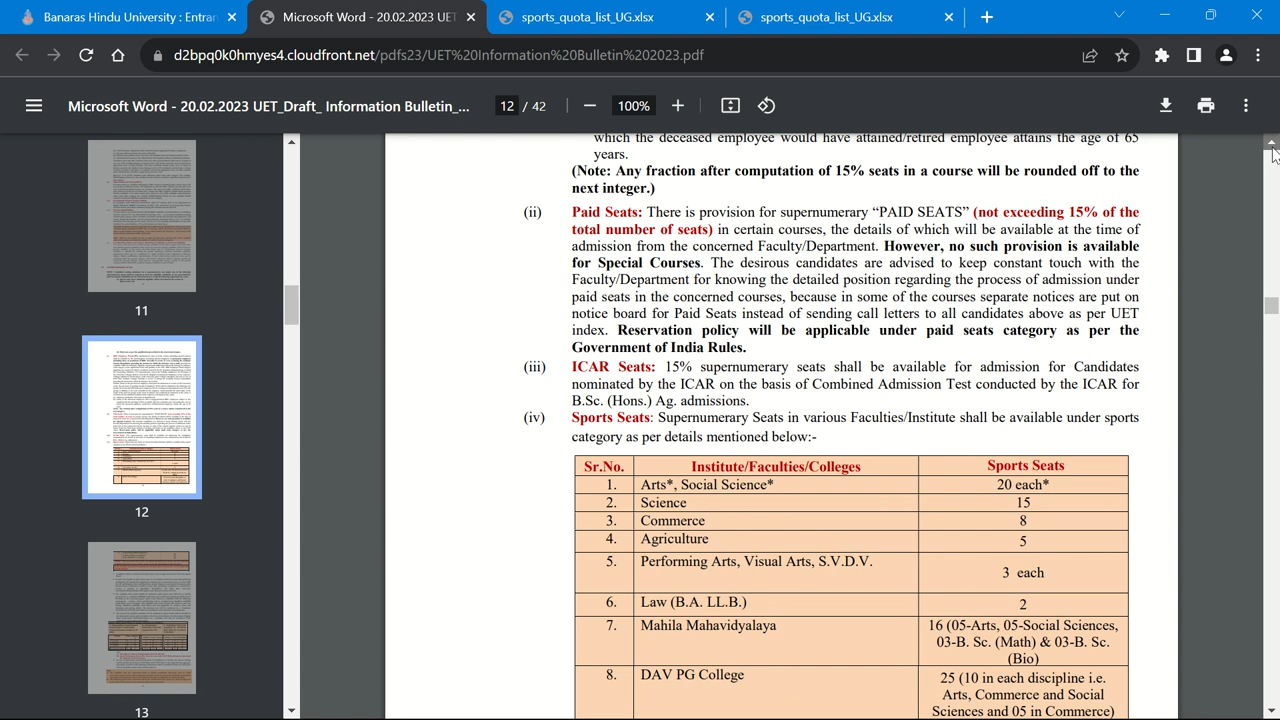 Banaras Hindu University : Entran
Microsoft Word - 20.02.2023 UET
sports_quota_list_UG.xlsx
sports_quota_list_UG.xlsx
d2bpq0k0hmyes4.cloudfront.net/pdfs23/UET%20Information%20Bulletin%202023.pdf
Microsoft Word - 20.02.2023 UET_Draft_ Information Bulletin_...
12 / 42
100%
11
12
13
which the deceased employee would have attained/retired employee attains the age of 65
years.
(Note: Any fraction after computation of 15% seats in a course will be rounded off to the
next integer.)
(ii) Paid Seats: There is provision for supernumerary “PAID SEATS” (not exceeding 15% of the
total number of seats) in certain courses, the details of which will be available at the time of
admission from the concerned Faculty/Department. However, no such provision is available
for Special Courses. The desirous candidates are advised to keep constant touch with the
Faculty/Department for knowing the detailed position regarding the process of admission under
paid seats in the concerned courses, because in some of the courses separate notices are put on
notice board for Paid Seats instead of sending call letters to all candidates above as per UET
index. Reservation policy will be applicable under paid seats category as per the
Government of India Rules.
(iii) ICAR Seats: 15% supernumerary seats shall be available for admission for Candidates
nominated by the ICAR on the basis of Combined Admission Test conducted by the ICAR for
B.Sc. (Hons.) Ag. admissions.
(iv) Sports Seats: Supernumerary Seats in various Faculties/Institute shall be available under sports
category as per details mentioned below:-
Sr.No. Institute/Faculties/Colleges Sports Seats
1. Arts*, Social Science* 20 each*
2. Science 15
3. Commerce 8
4. Agriculture 5
5. Performing Arts, Visual Arts, S.V.D.V. 3 each
6. Law (B.A. LL.B.) 2
7. Mahila Mahavidyalaya 16 (05-Arts, 05-Social Sciences,
03-B. Sc. (Math) & 03-B. Sc.
(Bio)
8. DAV PG College 25 (10 in each discipline i.e.
Arts, Commerce and Social
Sciences and 05 in Commerce)